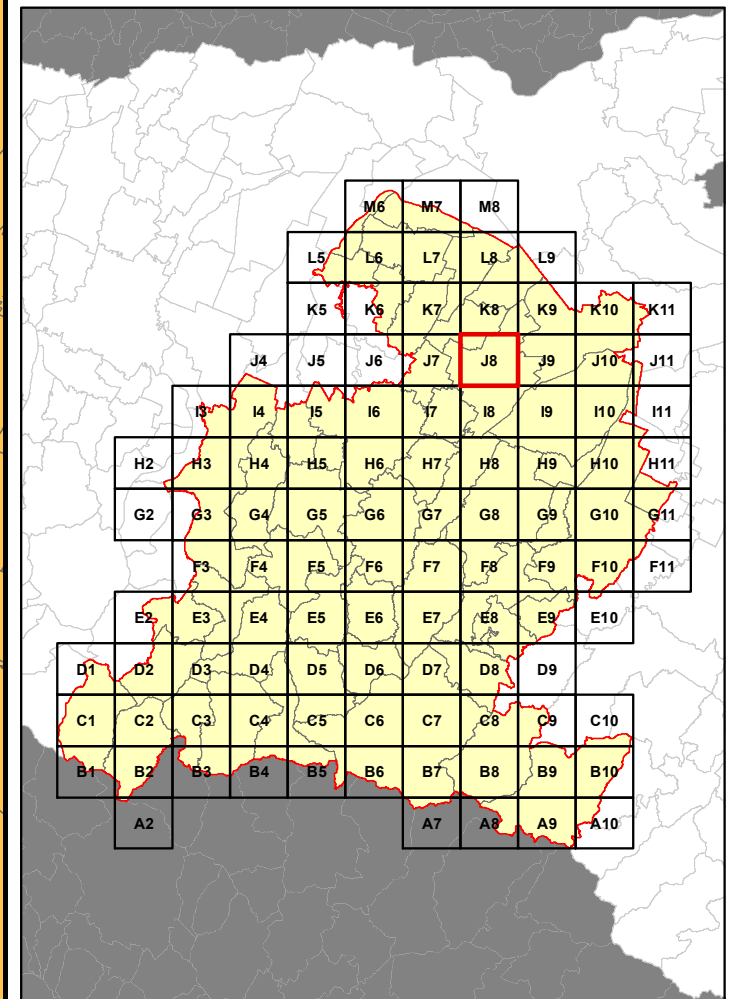 M6 M7 M8
L5 L6 L7 L8 L9
K5 K6 K7 K8 K9 K10 K11
J4 J5 J6 J7 J8 J9 J10 J11
I3 I4 I5 I6 I7 I8 I9 I10 I11
H2 H3 H4 H5 H6 H7 H8 H9 H10 H11
G2 G3 G4 G5 G6 G7 G8 G9 G10 G11
F3 F4 F5 F6 F7 F8 F9 F10 F11
E2 E3 E4 E5 E6 E7 E8 E9 E10
D1 D2 D3 D4 D5 D6 D7 D8 D9
C1 C2 C3 C4 C5 C6 C7 C8 C9 C10
B1 B2 B3 B4 B5 B6 B7 B8 B9 B10
A2 A7 A8 A9 A10